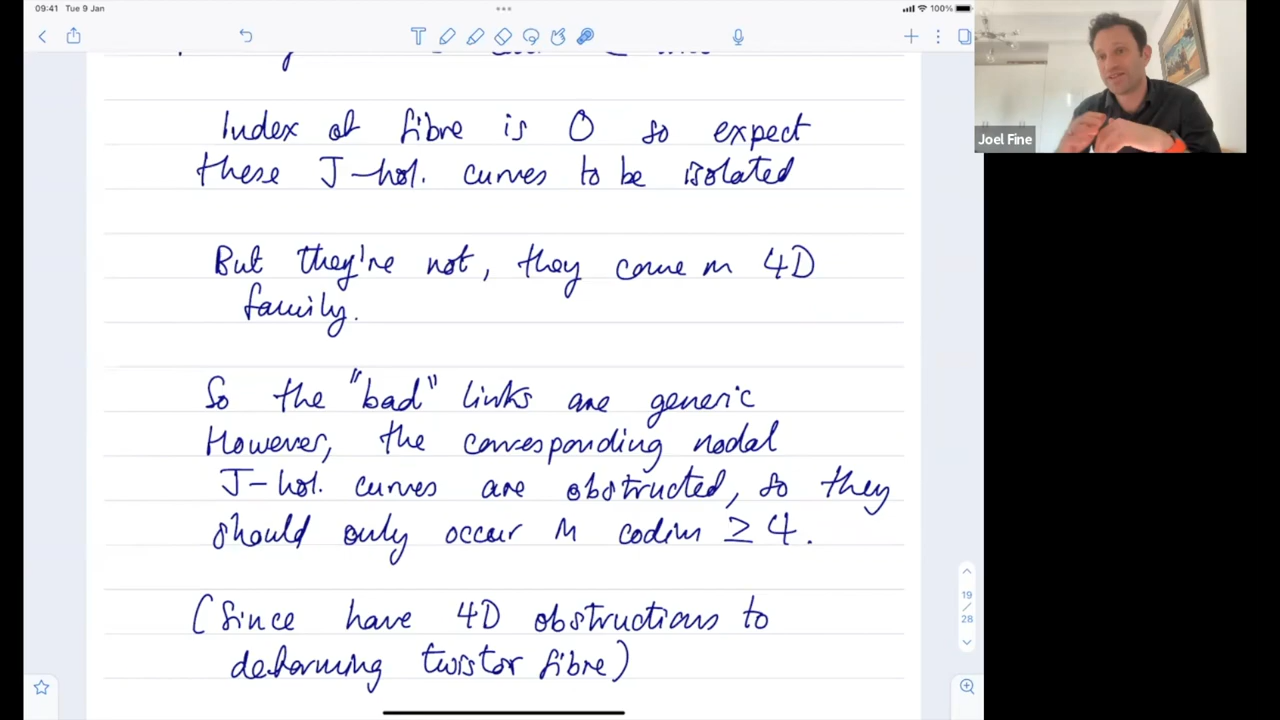 09:41 Tue 9 Jan
100%
Joel Fine
Index of fibre is 0 so expect
these J-hol. curves to be isolated
But they're not, they come in 4D
family.
So the "bad" links are generic
However, the corresponding nodal
J-hol. curves are obstructed, so they
should only occur in codim ≥ 4.
(Since have 4D obstructions to
deforming twistor fibre)
19
/
28